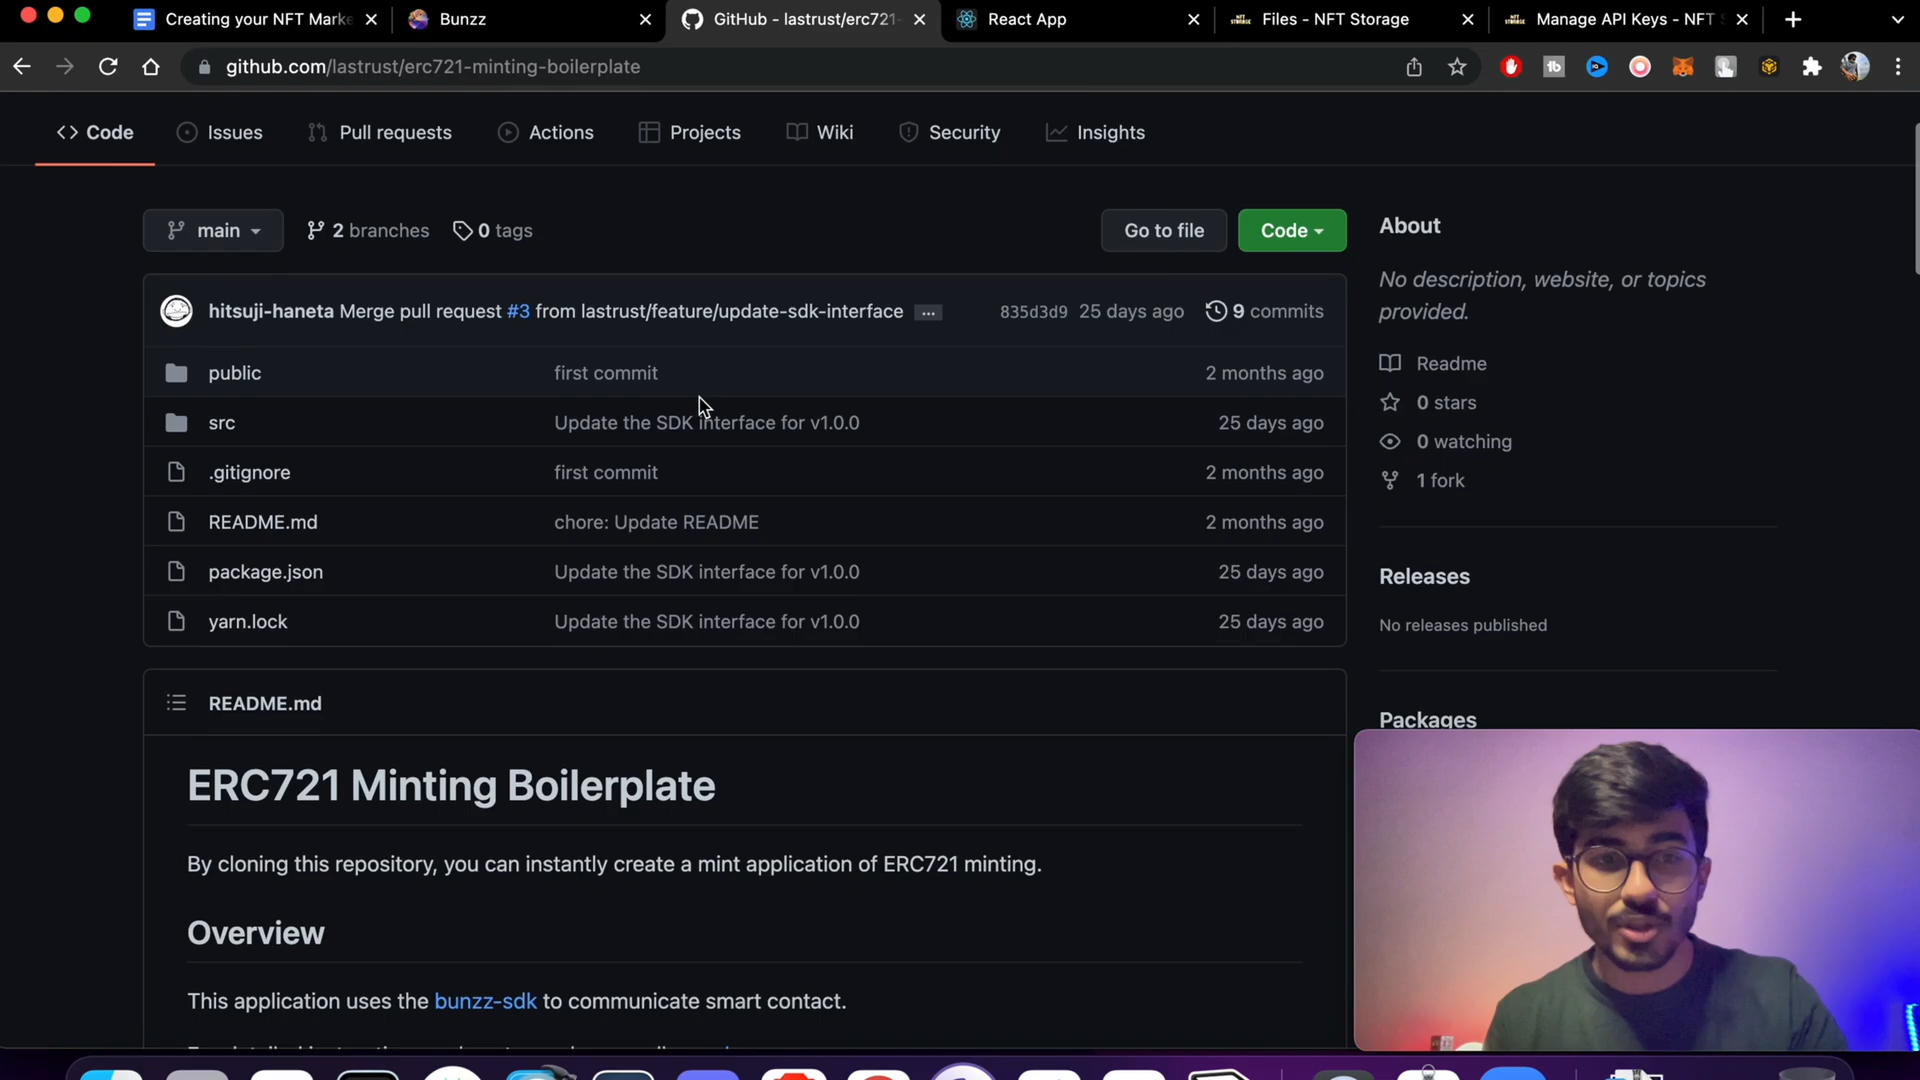 Creating your NFT Marke
Bunzz
GitHub - lastrust/erc721-
React App
Files - NFT Storage
Manage API Keys - NFT S
github.com/lastrust/erc721-minting-boilerplate
Code
Issues
Pull requests
Actions
Projects
Wiki
Security
Insights
main
2 branches
0 tags
Go to file
Code
hitsuji-haneta Merge pull request #3 from lastrust/feature/update-sdk-interface ...
835d3d9 25 days ago
9 commits
public first commit 2 months ago
src Update the SDK interface for v1.0.0 25 days ago
.gitignore first commit 2 months ago
README.md chore: Update README 2 months ago
package.json Update the SDK interface for v1.0.0 25 days ago
yarn.lock Update the SDK interface for v1.0.0 25 days ago
About
No description, website, or topics
provided.
Readme
0 stars
0 watching
1 fork
Releases
No releases published
Packages
README.md
ERC721 Minting Boilerplate
By cloning this repository, you can instantly create a mint application of ERC721 minting.
Overview
This application uses the bunzz-sdk to communicate smart contact.